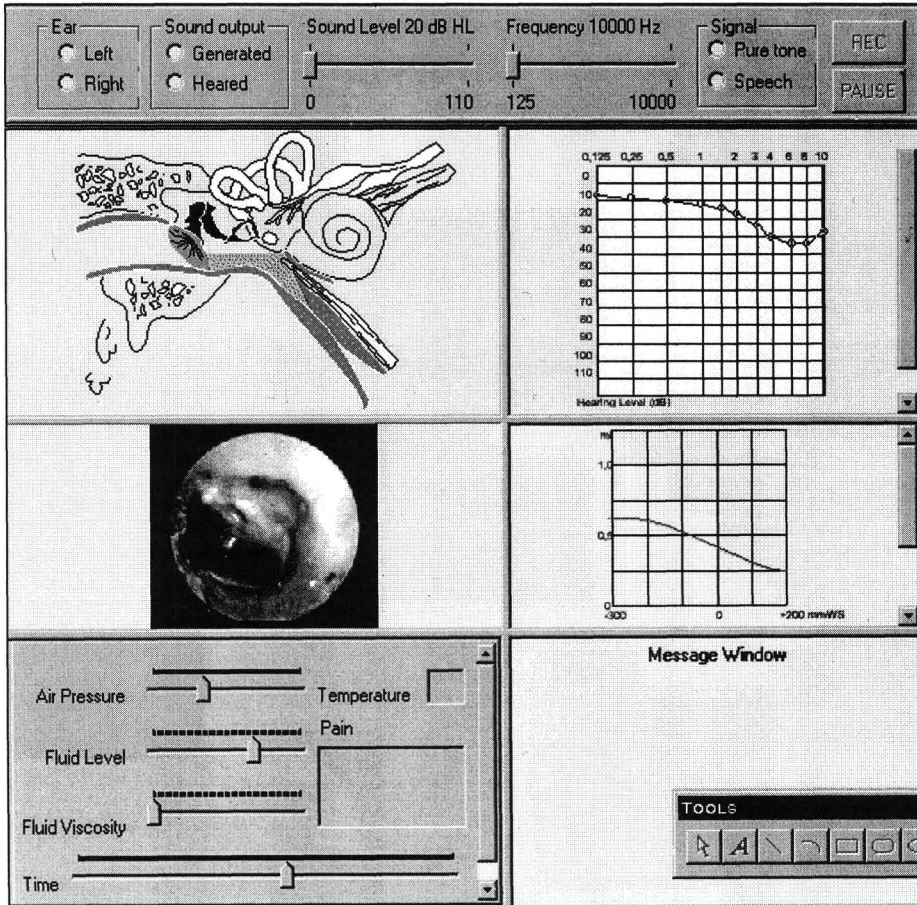 Ear
Left
Right
Sound output
Generated
Heared
Sound Level 20 dB HL
0 110
Frequency 10000 Hz
125 10000
Signal
Pure tone
Speech
REC
PAUSE
0,125 0,25 0,5 1 2 3 4 6 8 10
0
10
20
30
40
50
60
70
80
90
100
110
Hearing Level (dB)
1,0
0,5
0
-300 0 +200 mmWS
Air Pressure
Fluid Level
Fluid Viscosity
Time
Temperature
Pain
Message Window
TOOLS
A